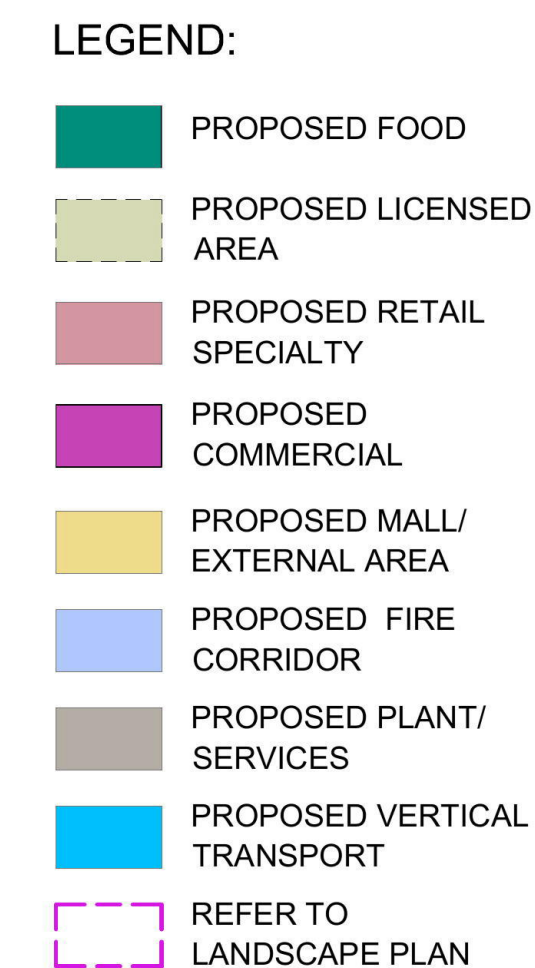 LEGEND:
PROPOSED FOOD
PROPOSED LICENSED
AREA
PROPOSED RETAIL
SPECIALTY
PROPOSED
COMMERCIAL
PROPOSED MALL/
EXTERNAL AREA
PROPOSED FIRE
CORRIDOR
PROPOSED PLANT/
SERVICES
PROPOSED VERTICAL
TRANSPORT
REFER TO
LANDSCAPE PLAN